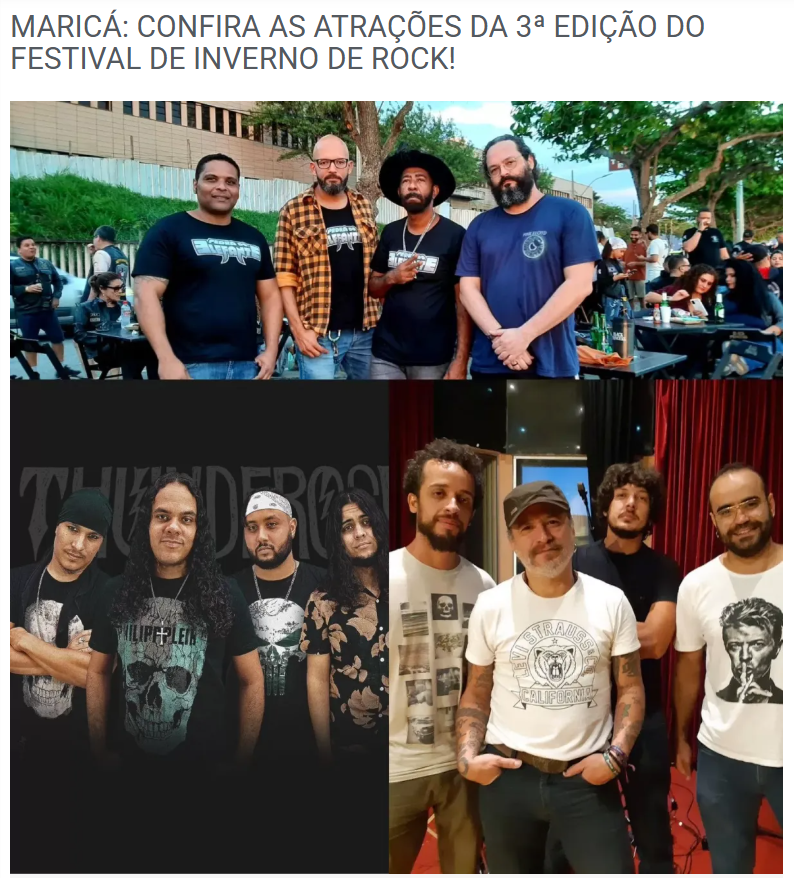 MARICÁ: CONFIRA AS ATRAÇÕES DA 3ª EDIÇÃO DO
FESTIVAL DE INVERNO DE ROCK!
PHILIPP PLEIN
LEVI STRAUSS & CO
CALIFORNIA